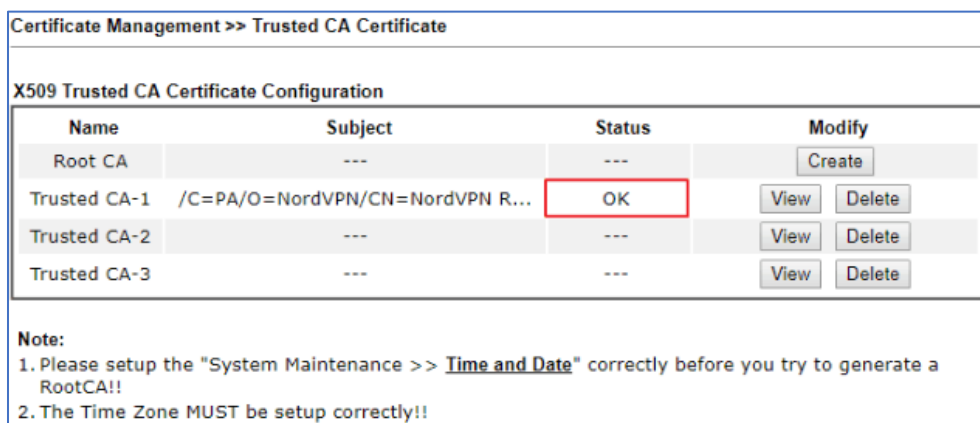 Certificate Management >> Trusted CA Certificate
X509 Trusted CA Certificate Configuration
Name Subject Status Modify
Root CA --- --- Create
Trusted CA-1 /C=PA/O=NordVPN/CN=NordVPN R... OK View Delete
Trusted CA-2 --- --- View Delete
Trusted CA-3 --- --- View Delete
Note:
1. Please setup the "System Maintenance >> Time and Date" correctly before you try to generate a
RootCA!!
2. The Time Zone MUST be setup correctly!!